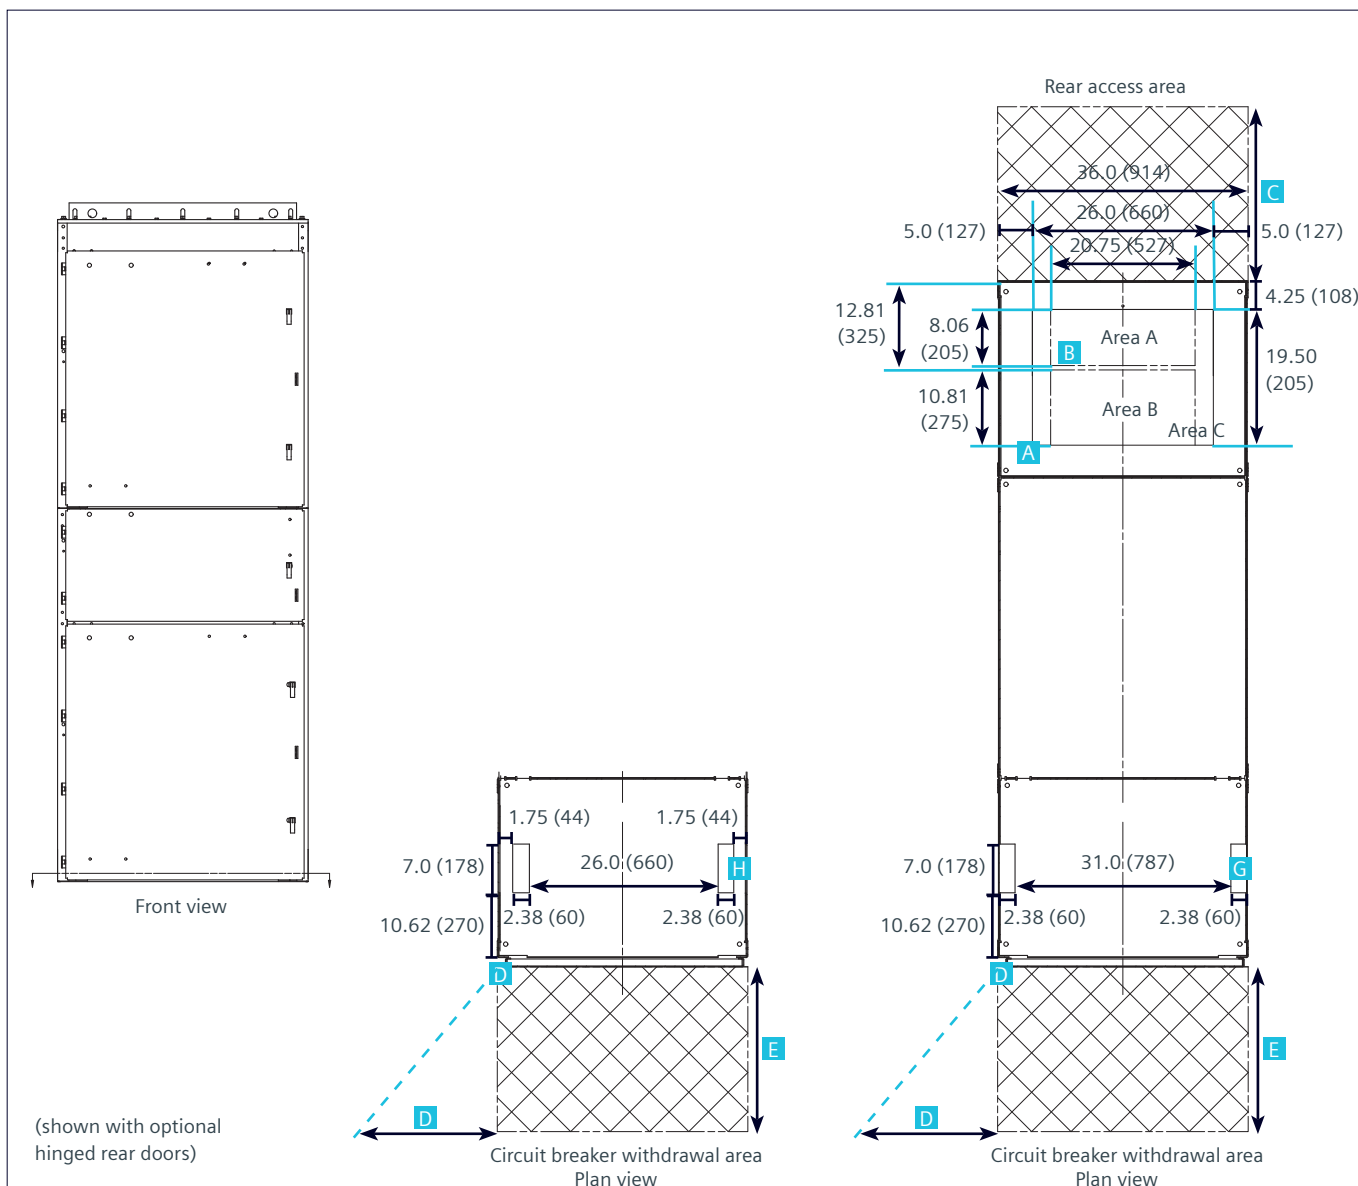 Rear access area
36.0 (914)
C
26.0 (660)
5.0 (127)
5.0 (127)
20.75 (527)
4.25 (108)
12.81
(325)
8.06
(205)
Area A
B
19.50
(205)
10.81
(275)
Area B
Area C
A
1.75 (44)
1.75 (44)
7.0 (178)
26.0 (660)
H
7.0 (178)
31.0 (787)
G
Front view
2.38 (60)
2.38 (60)
10.62 (270)
2.38 (60)
2.38 (60)
10.62 (270)
D
D
E
E
D
D
(shown with optional
hinged rear doors)
Circuit breaker withdrawal area
Plan view
Circuit breaker withdrawal area
Plan view